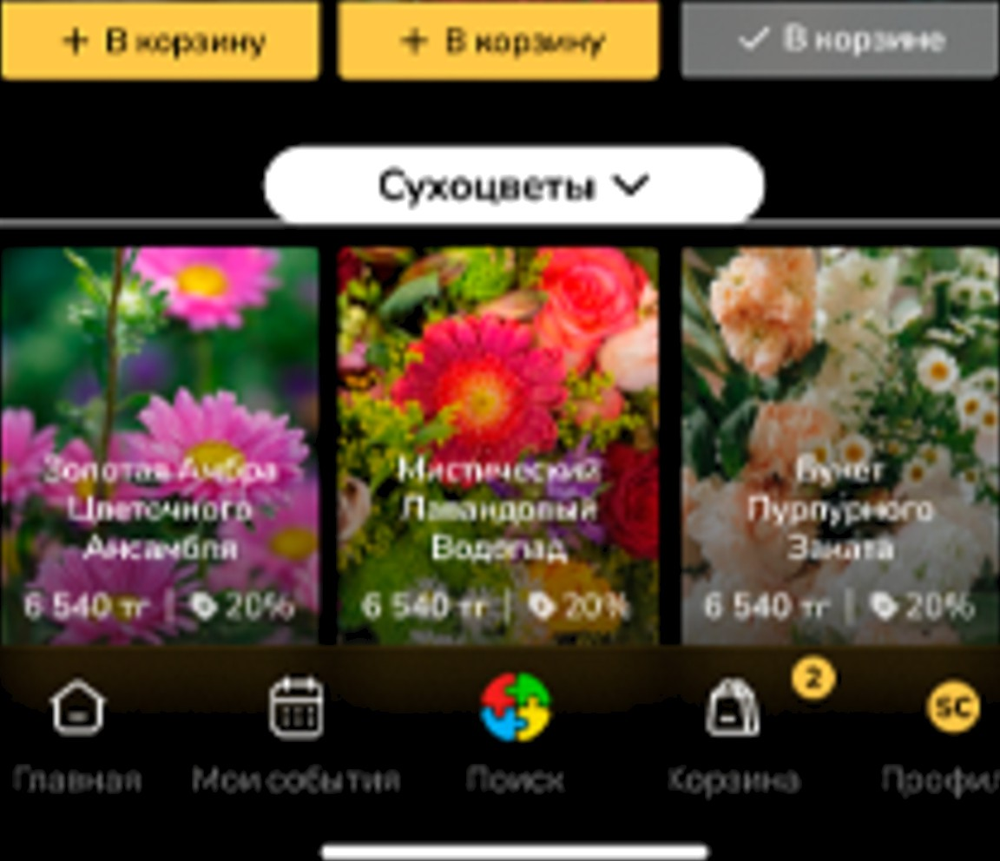 + В корзину
+ В корзину
В корзине
Сухоцветы
Золотая Амбра
Цветочного
Ансамбля
6 540 тг | 20%
Мистический
Лавандовый
Водопад
6 540 тг | 20%
Букет
Пурпурного
Заката
6 540 тг | 20%
2
SC
Главная
Мои события
Поиск
Корзина
Профил